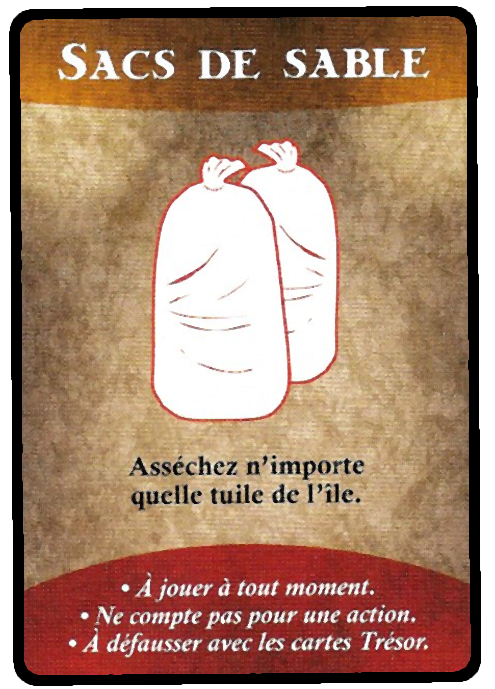 SACS DE SABLE
Asséchez n'importe
quelle tuile de l'île.
• À jouer à tout moment.
• Ne compte pas pour une action.
• À défausser avec les cartes Trésor.